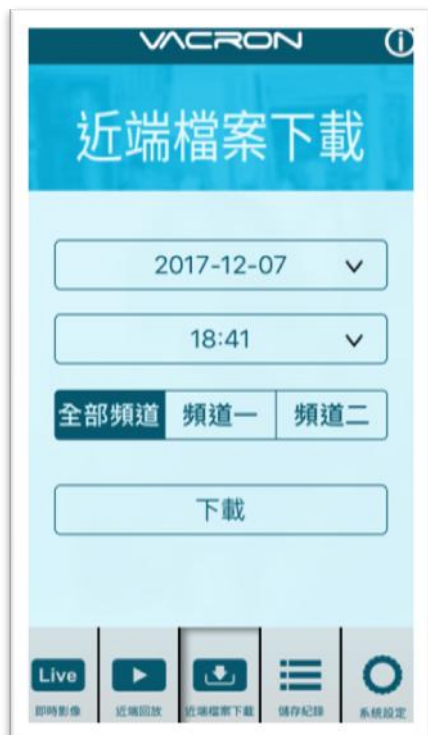 VACRON
近端檔案下載
2017-12-07
18:41
全部頻道 頻道一 頻道二
下載
Live
即時影像 近端回放 近端檔案下載 儲存紀錄 系統設定